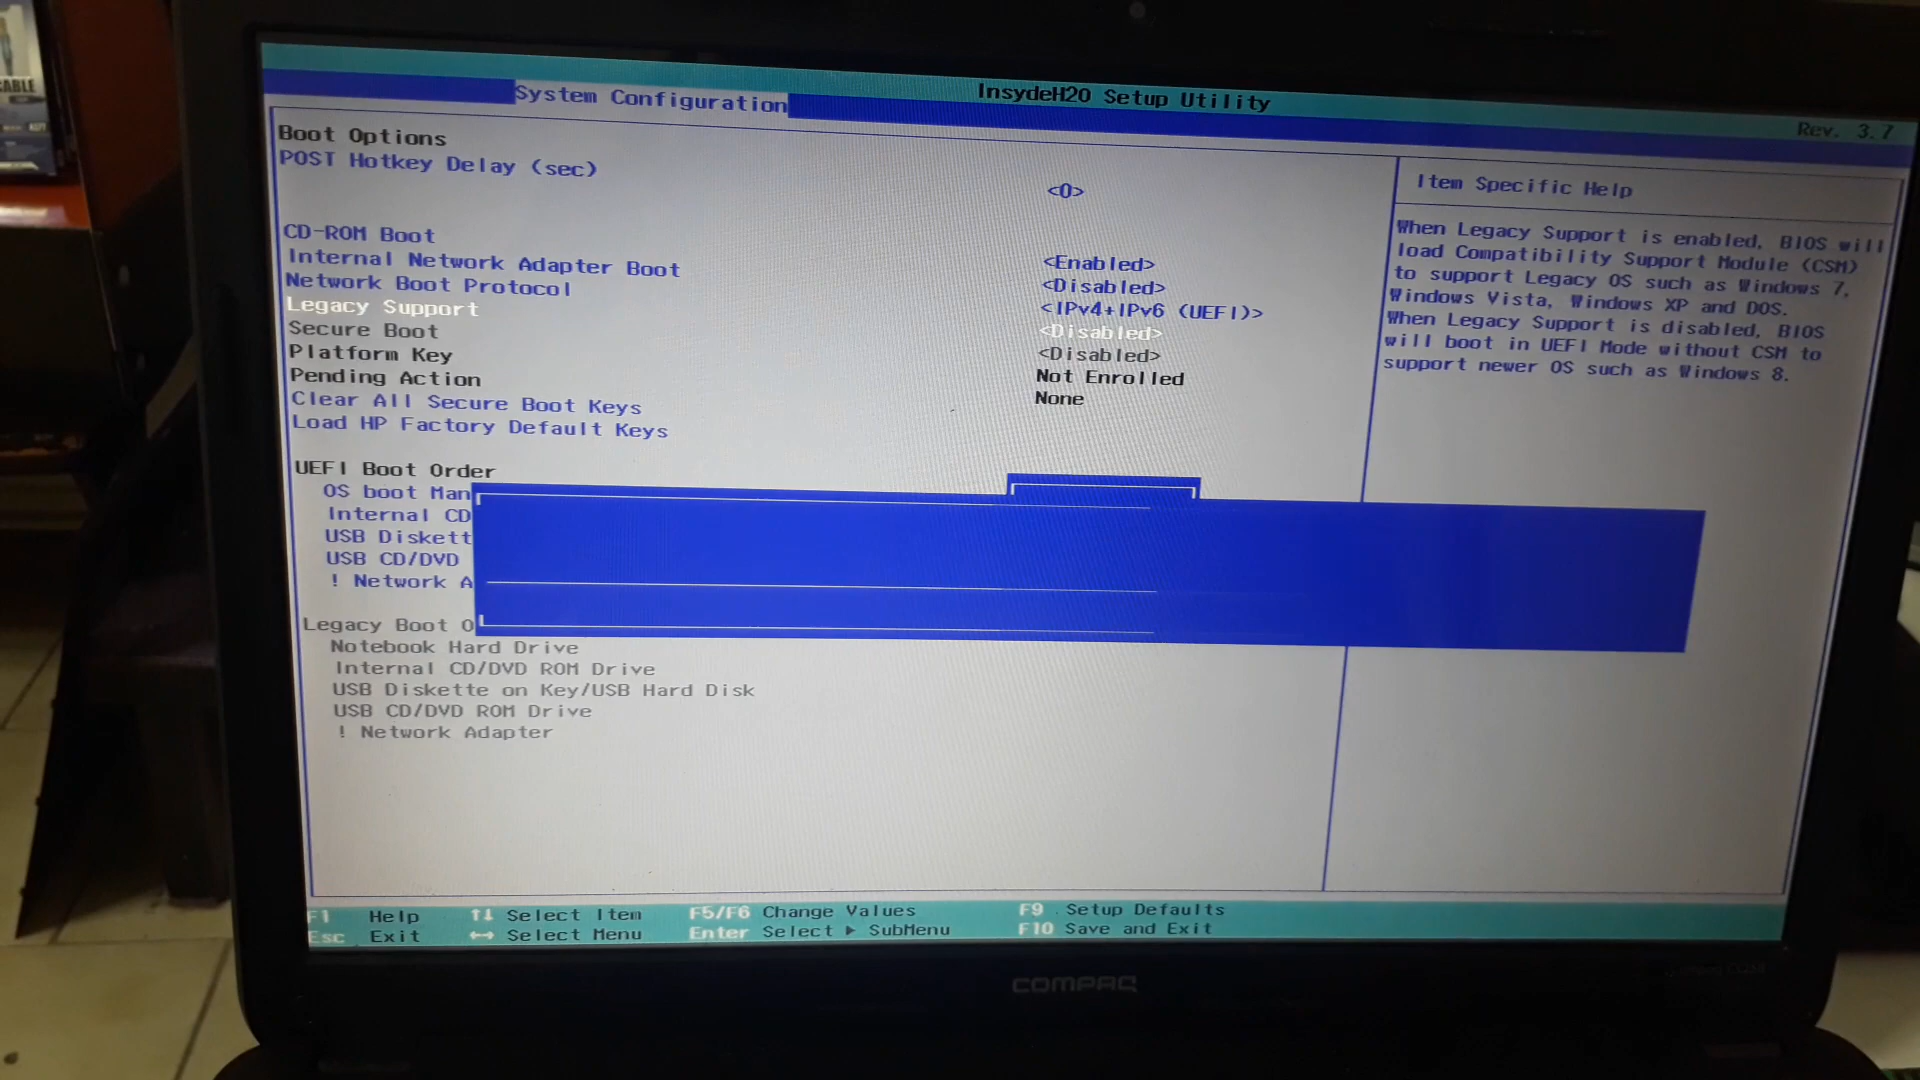 CABLE
InsydeH20 Setup Utility
Rev. 3.7
System Configuration
Boot Options
POST Hotkey Delay (sec) <0>
CD-ROM Boot <Enabled>
Internal Network Adapter Boot <Disabled>
Network Boot Protocol <IPv4+IPv6 (UEFI)>
Legacy Support <Disabled>
Secure Boot <Disabled>
Platform Key Not Enrolled
Pending Action None
Clear All Secure Boot Keys
Load HP Factory Default Keys
UEFI Boot Order
OS boot Man
Internal CD
USB Diskett
USB CD/DVD
! Network A
Legacy Boot O
Notebook Hard Drive
Internal CD/DVD ROM Drive
USB Diskette on Key/USB Hard Disk
USB CD/DVD ROM Drive
! Network Adapter
Item Specific Help
When Legacy Support is enabled, BIOS will
load Compatibility Support Module (CSM)
to support Legacy OS such as Windows 7,
Windows Vista, Windows XP and DOS.
When Legacy Support is disabled, BIOS
will boot in UEFI Mode without CSM to
support newer OS such as Windows 8.
F1 Help ↑↓ Select Item F5/F6 Change Values F9 Setup Defaults
Esc Exit ↔ Select Menu Enter Select ▶ SubMenu F10 Save and Exit
COMPAQ